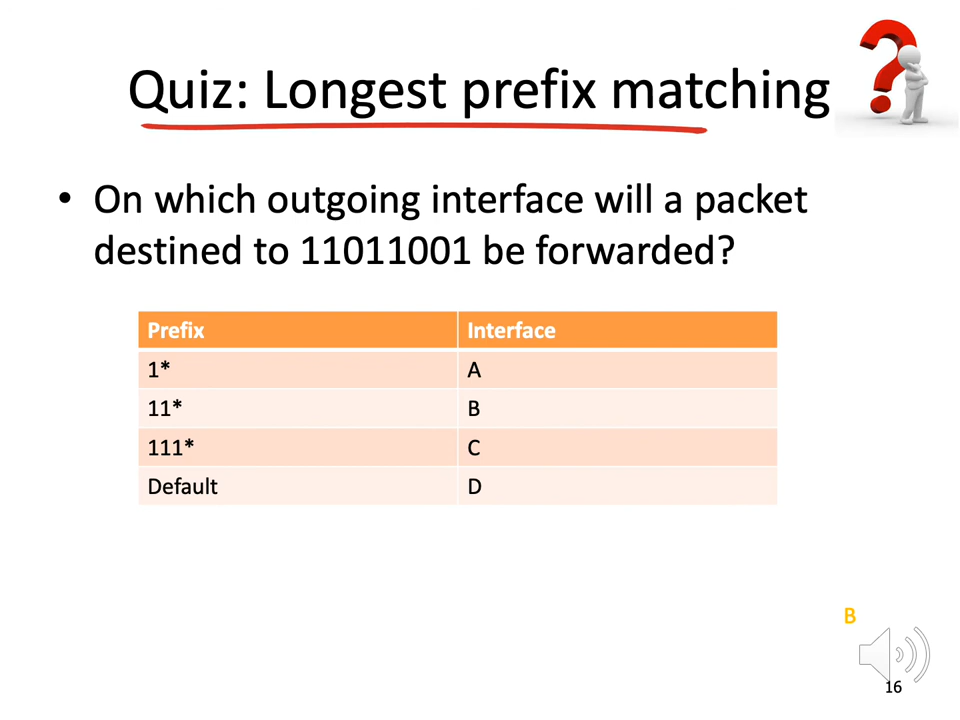 Quiz: Longest prefix matching
• On which outgoing interface will a packet
destined to 11011001 be forwarded?
Prefix Interface
1* A
11* B
111* C
Default D
B
16